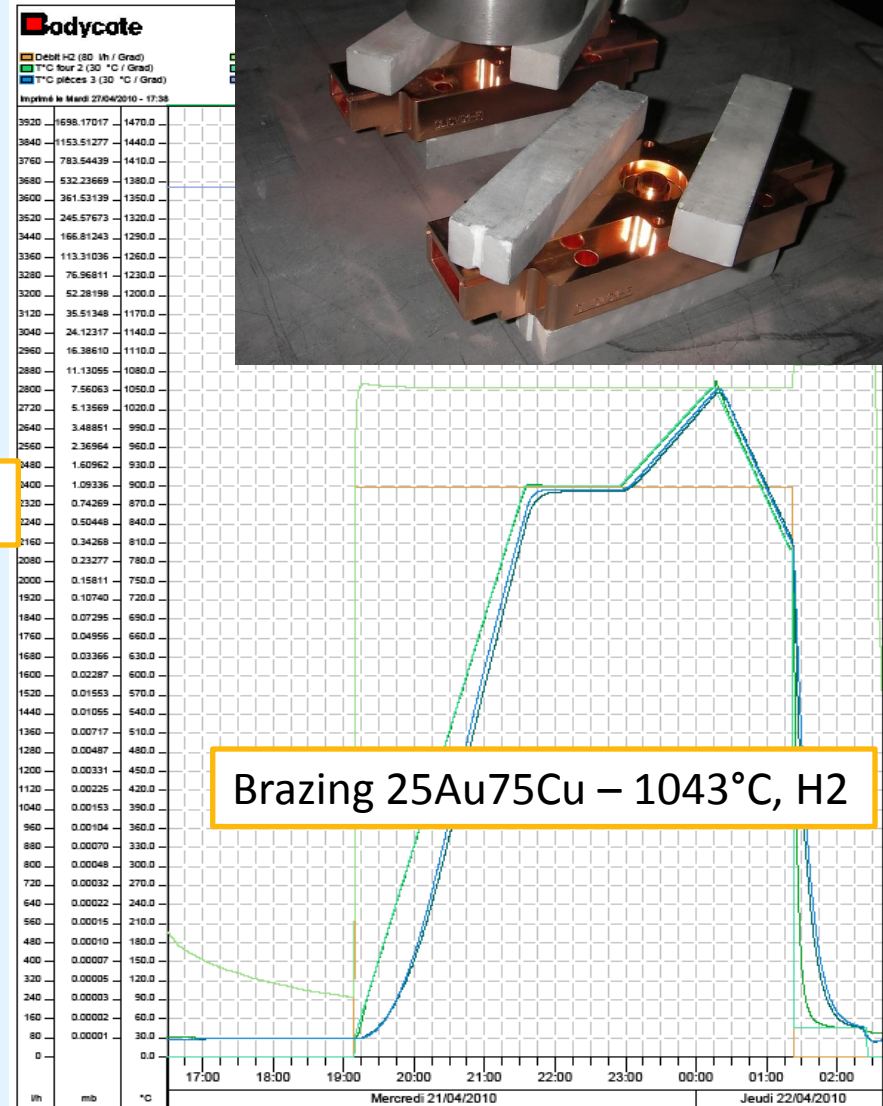 Bodycote
Débit H2 (80 l/h / Grad)
T°C four 2 (30 °C / Grad)
T°C pièces 3 (30 °C / Grad)
Imprimé le Mardi 27/04/2010 - 17:38
3920 1698.17017 1470.0
3840 1153.51277 1440.0
3760 783.54439 1410.0
3680 532.23669 1380.0
3600 361.53139 1350.0
3520 245.57673 1320.0
3440 166.81243 1290.0
3360 113.31036 1260.0
3280 76.96811 1230.0
3200 52.28198 1200.0
3120 35.51348 1170.0
3040 24.12317 1140.0
2960 16.38610 1110.0
2880 11.13055 1080.0
2800 7.56063 1050.0
2720 5.13569 1020.0
2640 3.48851 990.0
2560 2.36964 960.0
2480 1.60962 930.0
2400 1.09336 900.0
2320 0.74269 870.0
2240 0.50448 840.0
2160 0.34268 810.0
2080 0.23277 780.0
2000 0.15811 750.0
1920 0.10740 720.0
1840 0.07295 690.0
1760 0.04956 660.0
1680 0.03366 630.0
1600 0.02287 600.0
1520 0.01553 570.0
1440 0.01055 540.0
1360 0.00717 510.0
1280 0.00487 480.0
1200 0.00331 450.0
1120 0.00225 420.0
1040 0.00153 390.0
960 0.00104 360.0
880 0.00070 330.0
800 0.00048 300.0
720 0.00032 270.0
640 0.00022 240.0
560 0.00015 210.0
480 0.00010 180.0
400 0.00007 150.0
320 0.00005 120.0
240 0.00003 90.0
160 0.00002 60.0
80 0.00001 30.0
0 0.0
Brazing 25Au75Cu – 1043°C, H2
17:00 18:00 19:00 20:00 21:00 22:00 23:00 00:00 01:00 02:00
l/h mb °C Mercredi 21/04/2010 Jeudi 22/04/2010